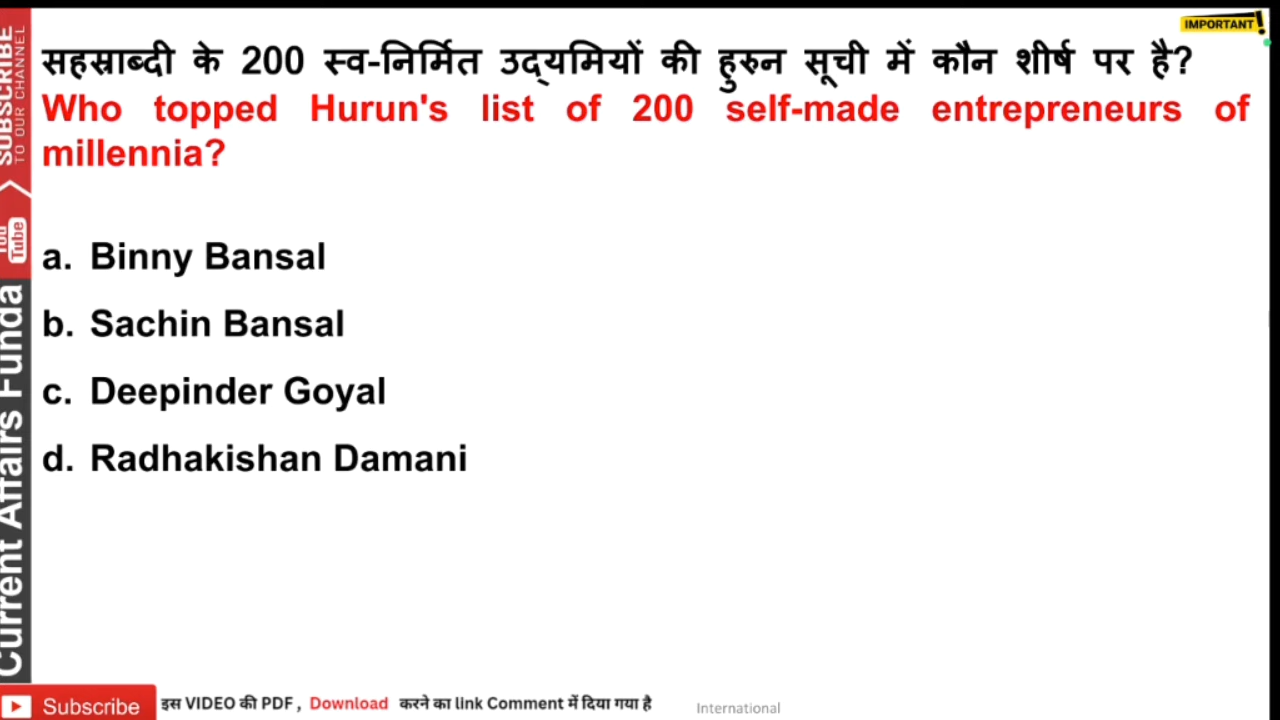 IMPORTANT
सहस्राब्दी के 200 स्व-निर्मित उद्यमियों की हुरुन सूची में कौन शीर्ष पर है?
Who topped Hurun's list of 200 self-made entrepreneurs of
millennia?
a. Binny Bansal
b. Sachin Bansal
c. Deepinder Goyal
d. Radhakishan Damani
SUBSCRIBE
TO OUR CHANNEL
You
Tube
Current Affairs Funda
Subscribe
इस VIDEO की PDF , Download करने का link Comment में दिया गया है
International